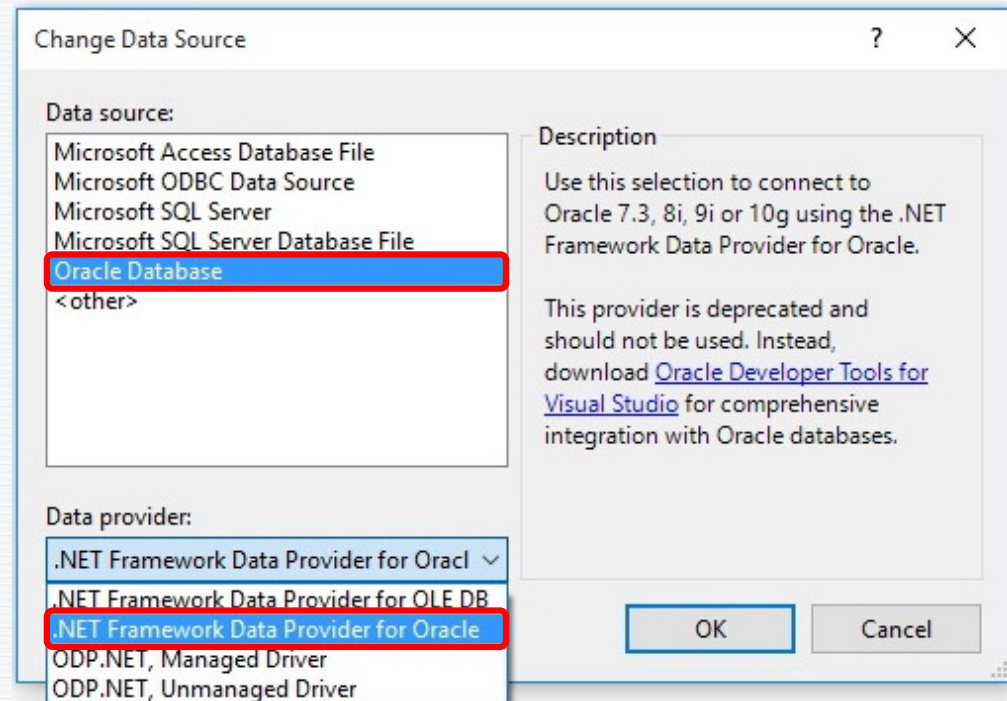 Change Data Source
?
Data source:
Microsoft Access Database File
Microsoft ODBC Data Source
Microsoft SQL Server
Microsoft SQL Server Database File
Oracle Database
<other>
Description
Use this selection to connect to
Oracle 7.3, 8i, 9i or 10g using the .NET
Framework Data Provider for Oracle.
This provider is deprecated and
should not be used. Instead,
download Oracle Developer Tools for
Visual Studio for comprehensive
integration with Oracle databases.
Data provider:
.NET Framework Data Provider for Oracl
.NET Framework Data Provider for OLE DB
.NET Framework Data Provider for Oracle
ODP.NET, Managed Driver
ODP.NET, Unmanaged Driver
OK
Cancel